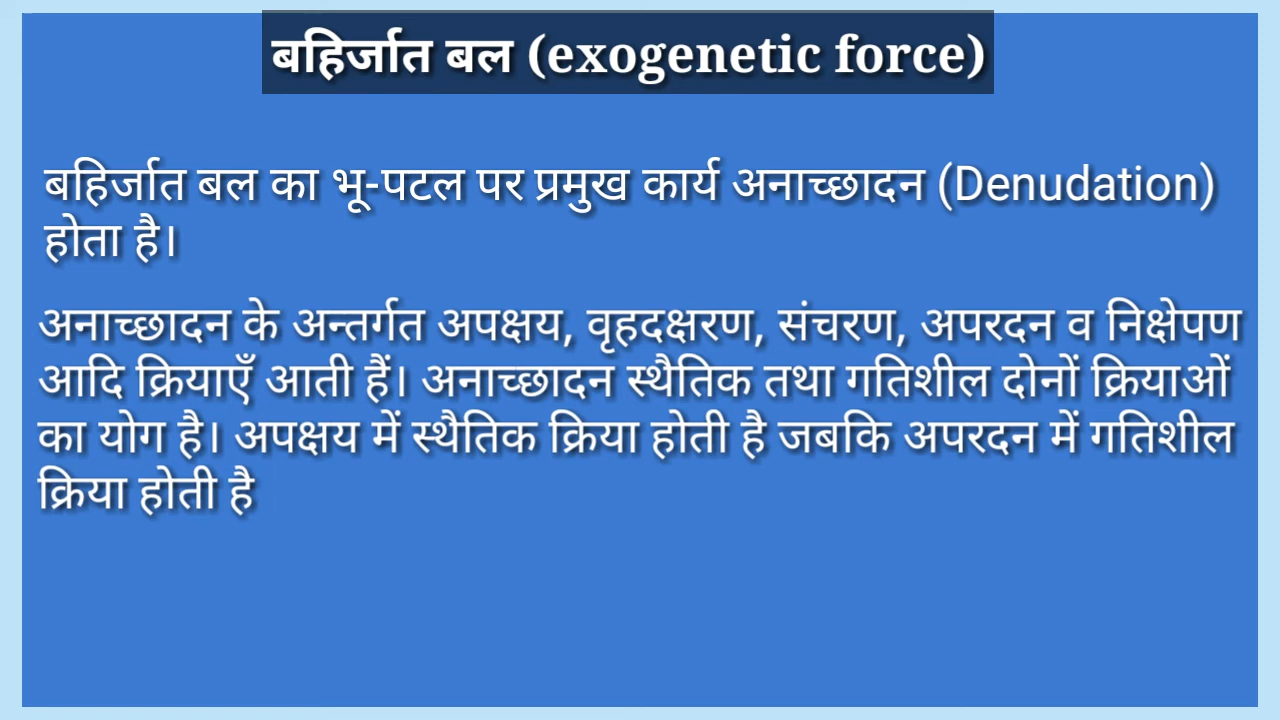 बहिर्जात बल (exogenetic force)
बहिर्जात बल का भू-पटल पर प्रमुख कार्य अनाच्छादन (Denudation)
होता है।
अनाच्छादन के अन्तर्गत अपक्षय, वृहदक्षरण, संचरण, अपरदन व निक्षेपण
आदि क्रियाएँ आती हैं। अनाच्छादन स्थैतिक तथा गतिशील दोनों क्रियाओं
का योग है। अपक्षय में स्थैतिक क्रिया होती है जबकि अपरदन में गतिशील
क्रिया होती है